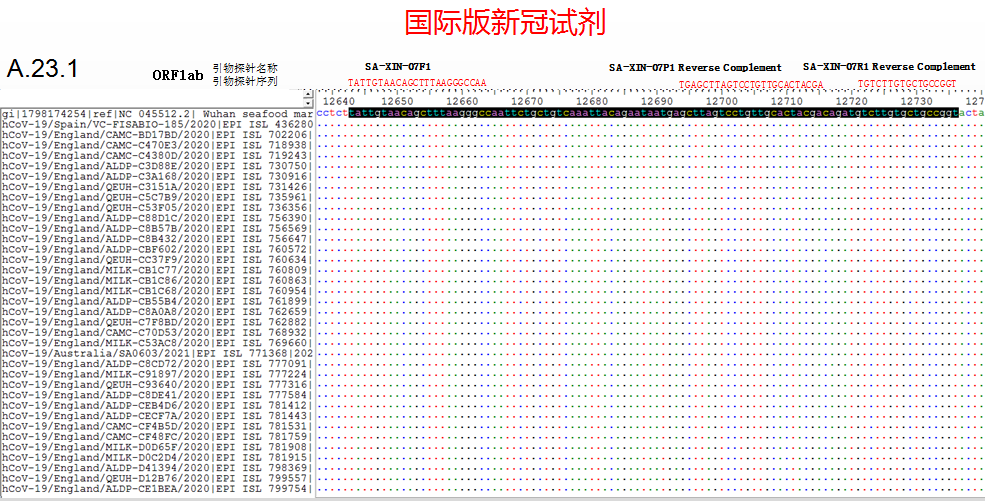 国际版新冠试剂
A.23.1
ORF1ab
引物探针名称
引物探针序列
SA-XIN-07F1
TATTGTAACAGCTTTAAGGGCCAA
SA-XIN-07P1 Reverse Complement
TGAGCTTAGTCCTGTTGCACTACGA
SA-XIN-07R1 Reverse Complement
TGTCTTGTGCTGCCGGT
12640 12650 12660 12670 12680 12690 12700 12710 12720 12730
gi|1798174254|ref|NC 045512.2| Wuhan seafood mar cctcttattgtaacagctttaagggccaattctgctgtcaaattacagaataatgagcttagtcctgttgcactacgacagatgtcttgtgctgccggtacta
hCoV-19/Spain/VC-FISABIO-185/2020|EPI ISL 436280
hCoV-19/England/CAMC-BD17BD/2020|EPI ISL 702206|
hCoV-19/England/CAMC-C470E3/2020|EPI ISL 718938|
hCoV-19/England/CAMC-C4380D/2020|EPI ISL 719243|
hCoV-19/England/ALDP-C3D88E/2020|EPI ISL 730750|
hCoV-19/England/ALDP-C3A168/2020|EPI ISL 730916|
hCoV-19/England/QEUH-C3151A/2020|EPI ISL 731426|
hCoV-19/England/QEUH-C5C7B9/2020|EPI ISL 735961|
hCoV-19/England/QEUH-C53F05/2020|EPI ISL 736356|
hCoV-19/England/ALDP-C88D1C/2020|EPI ISL 756390|
hCoV-19/England/ALDP-C8B57B/2020|EPI ISL 756569|
hCoV-19/England/ALDP-C8B432/2020|EPI ISL 756647|
hCoV-19/England/ALDP-CBF602/2020|EPI ISL 760572|
hCoV-19/England/QEUH-CC37F9/2020|EPI ISL 760634|
hCoV-19/England/MILK-CB1C77/2020|EPI ISL 760809|
hCoV-19/England/MILK-CB1C86/2020|EPI ISL 760863|
hCoV-19/England/MILK-CB1C68/2020|EPI ISL 760954|
hCoV-19/England/ALDP-CB55B4/2020|EPI ISL 761899|
hCoV-19/England/ALDP-C8A0A8/2020|EPI ISL 762659|
hCoV-19/England/QEUH-C7F8BD/2020|EPI ISL 762882|
hCoV-19/England/CAMC-C70D53/2020|EPI ISL 768932|
hCoV-19/England/MILK-C53AC8/2020|EPI ISL 769660|
hCoV-19/Australia/SA0603/2021|EPI ISL 771368|202
hCoV-19/England/ALDP-C8CD72/2020|EPI ISL 777091|
hCoV-19/England/MILK-C91897/2020|EPI ISL 777224|
hCoV-19/England/QEUH-C93640/2020|EPI ISL 777316|
hCoV-19/England/ALDP-C8DE41/2020|EPI ISL 777584|
hCoV-19/England/ALDP-CEB4D6/2020|EPI ISL 781412|
hCoV-19/England/ALDP-CECF7A/2020|EPI ISL 781443|
hCoV-19/England/CAMC-CF4B5D/2020|EPI ISL 781531|
hCoV-19/England/CAMC-CF48FC/2020|EPI ISL 781759|
hCoV-19/England/MILK-D0D65F/2020|EPI ISL 781908|
hCoV-19/England/MILK-D0C2D4/2020|EPI ISL 781915|
hCoV-19/England/ALDP-D41394/2020|EPI ISL 798369|
hCoV-19/England/QEUH-D12B76/2020|EPI ISL 799557|
hCoV-19/England/ALDP-CE1BEA/2020|EPI ISL 799754|